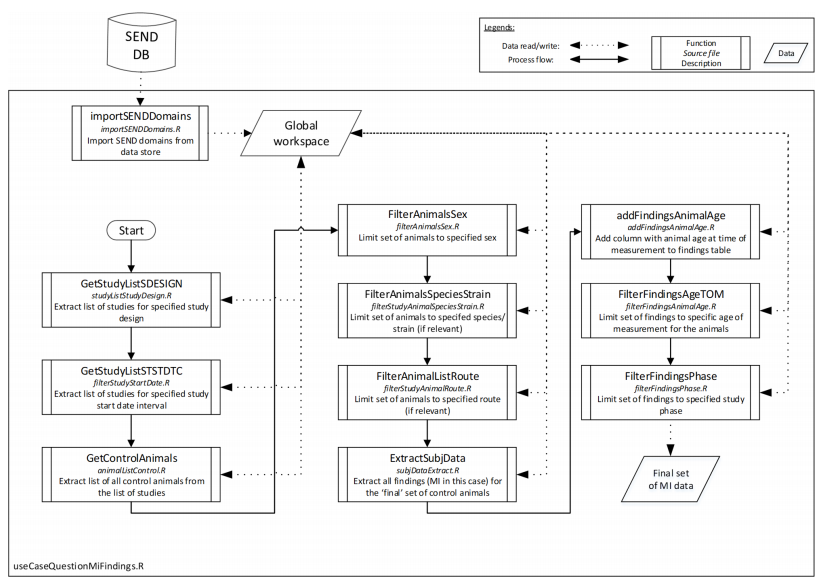 SEND
DB
Legends:
Data read/write:
Process flow:
Function
Source file
Description
Data
importSENDDomains
importSENDDomains.R
Import SEND domains from
data store
Global
workspace
Start
GetStudyListSDESIGN
studyListStudyDesign.R
Extract list of studies for specified study
design
GetStudyListSTSTDTC
filterStudyStartDate.R
Extract list of studies for specified study
start date interval
GetControlAnimals
animalListControl.R
Extract list of all control animals from
the list of studies
FilterAnimalsSex
filterAnimalsSex.R
Limit set of animals to specified sex
FilterAnimalsSpeciesStrain
filterStudyAnimalSpeciesStrain.R
Limit set of animals to specifed species/
strain (if relevant)
FilterAnimalListRoute
filterStudyAnimalRoute.R
Limit set of animals to specified route
(if relevant)
ExtractSubjData
subjDataExtract.R
Extract all findings (MI in this case) for
the 'final' set of control animals
addFindingsAnimalAge
addFindingsAnimalAge.R
Add column with animal age at time of
measurement to findings table
FilterFindingsAgeTOM
filterFindingsAnimalAge.R
Limit set of findings to specific age of
measurement for the animals
FilterFindingsPhase
filterFindingsPhase.R
Limit set of findings to specified study
phase
Final set
of MI data
useCaseQuestionMiFindings.R